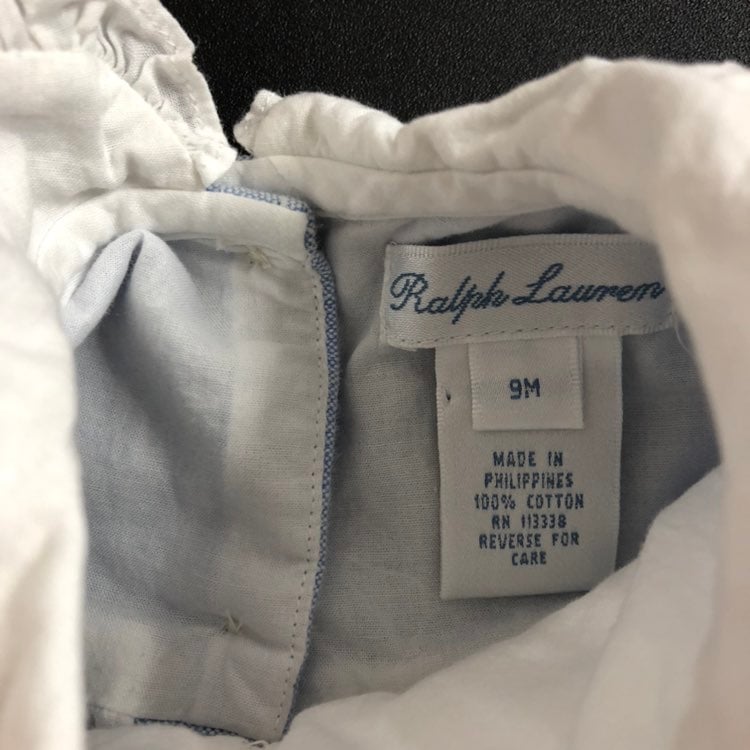 Ralph Lauren
9M
MADE IN
PHILIPPINES
100% COTTON
RN 113338
REVERSE FOR
CARE